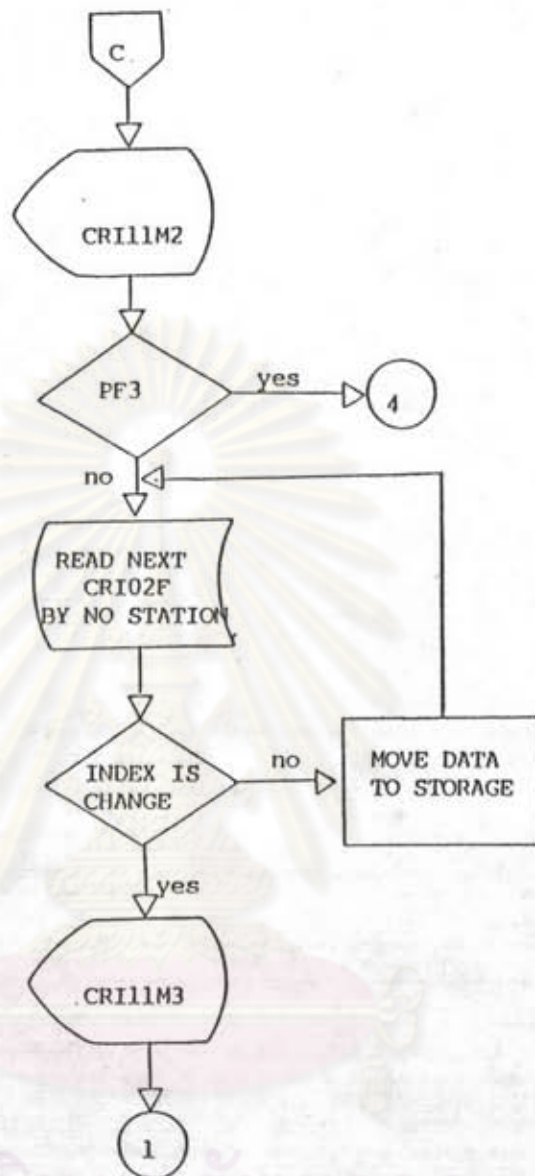 C
CRI11M2
PF3
yes
4
no
READ NEXT
CRI02F
BY NO STATION
INDEX IS
CHANGE
no
MOVE DATA
TO STORAGE
yes
CRI11M3
1